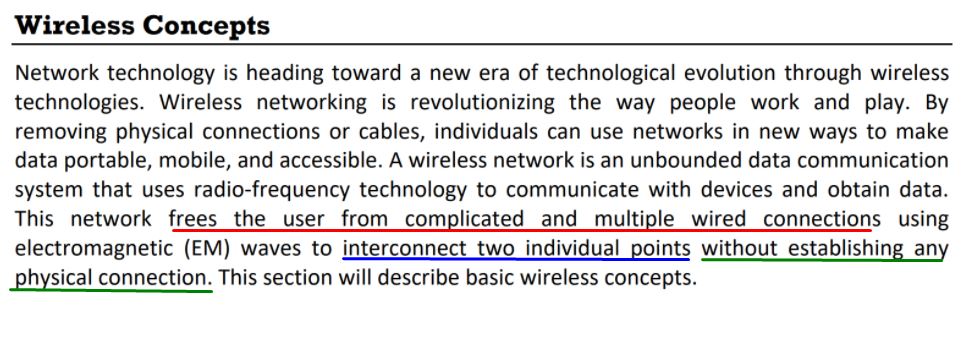 Wireless Concepts
Network technology is heading toward a new era of technological evolution through wireless
technologies. Wireless networking is revolutionizing the way people work and play. By
removing physical connections or cables, individuals can use networks in new ways to make
data portable, mobile, and accessible. A wireless network is an unbounded data communication
system that uses radio-frequency technology to communicate with devices and obtain data.
This network frees the user from complicated and multiple wired connections using
electromagnetic (EM) waves to interconnect two individual points without establishing any
physical connection. This section will describe basic wireless concepts.